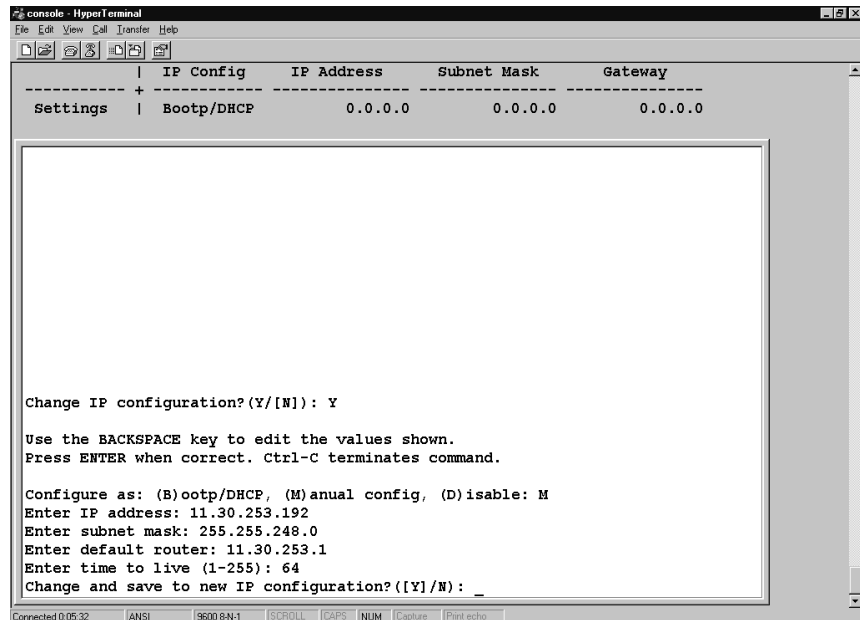 console - HyperTerminal
File Edit View Call Transfer Help
| IP Config IP Address Subnet Mask Gateway
----------- + ------------ --------------- --------------- ---------------
Settings | Bootp/DHCP 0.0.0.0 0.0.0.0 0.0.0.0
Change IP configuration?(Y/[N]): Y
Use the BACKSPACE key to edit the values shown.
Press ENTER when correct. Ctrl-C terminates command.
Configure as: (B)ootp/DHCP, (M)anual config, (D)isable: M
Enter IP address: 11.30.253.192
Enter subnet mask: 255.255.248.0
Enter default router: 11.30.253.1
Enter time to live (1-255): 64
Change and save to new IP configuration?([Y]/N): _
Connected 0:05:32 ANSI 9600 8-N-1 SCROLL CAPS NUM Capture Print echo